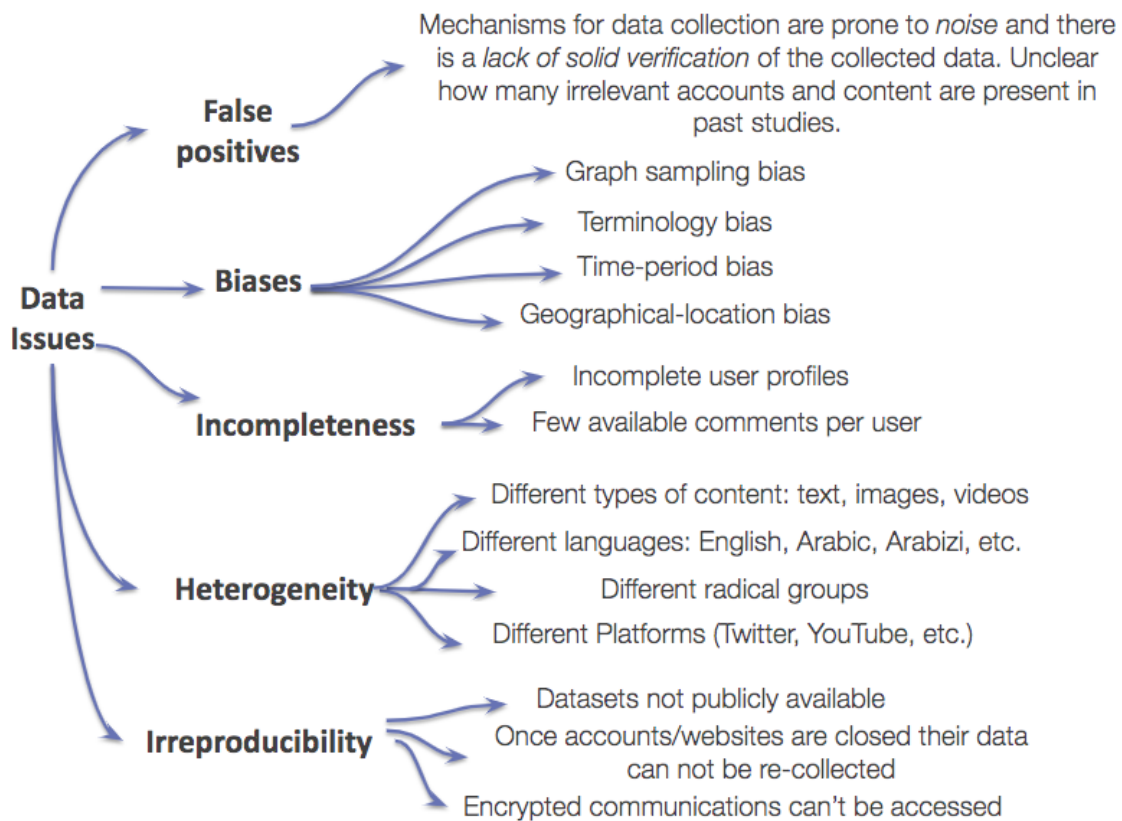 Mechanisms for data collection are prone to noise and there
is a lack of solid verification of the collected data. Unclear
how many irrelevant accounts and content are present in
past studies.
False
positives
Graph sampling bias
Terminology bias
Time-period bias
Geographical-location bias
Biases
Data
Issues
Incomplete user profiles
Few available comments per user
Incompleteness
Different types of content: text, images, videos
Different languages: English, Arabic, Arabizi, etc.
Different radical groups
Different Platforms (Twitter, YouTube, etc.)
Heterogeneity
Datasets not publicly available
Once accounts/websites are closed their data
can not be re-collected
Encrypted communications can't be accessed
Irreproducibility